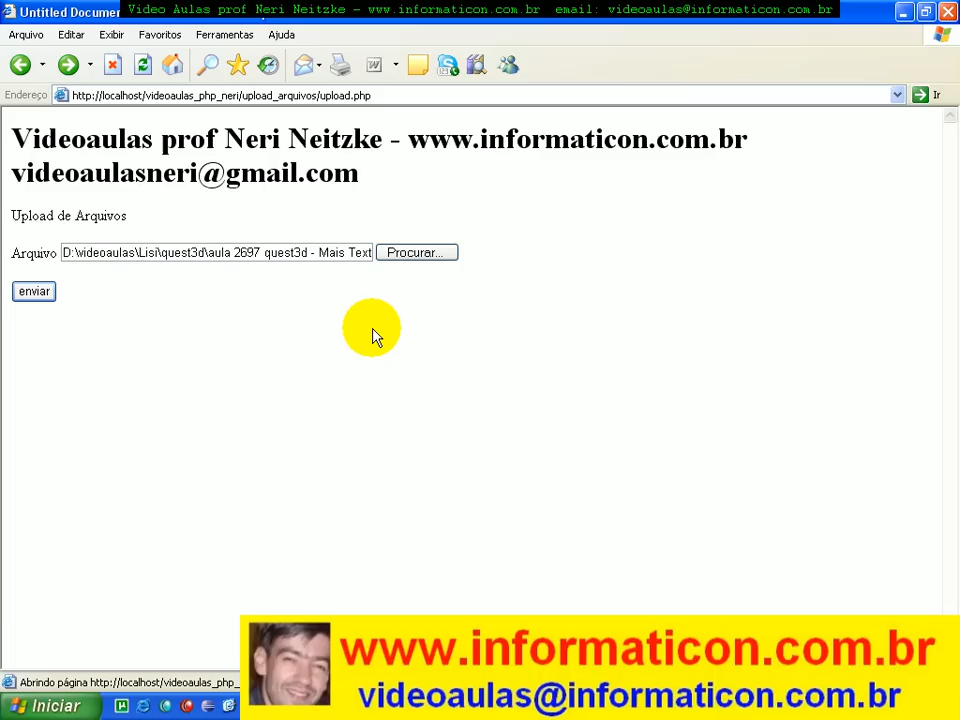 Untitled Docume
Video Aulas prof Neri Neitzke – www.informaticon.com.br email: videoaulas@informaticon.com.br
Arquivo Editar Exibir Favoritos Ferramentas Ajuda
Endereço http://localhost/videoaulas_php_neri/upload_arquivos/upload.php Ir
Videoaulas prof Neri Neitzke - www.informaticon.com.br
videoaulasneri@gmail.com
Upload de Arquivos
Arquivo D:\videoaulas\Lisi\quest3d\aula 2697 quest3d - Mais Text Procurar...
enviar
www.informaticon.com.br
videoaulas@informaticon.com.br
Abrindo página http://localhost/videoaulas_php_
Iniciar